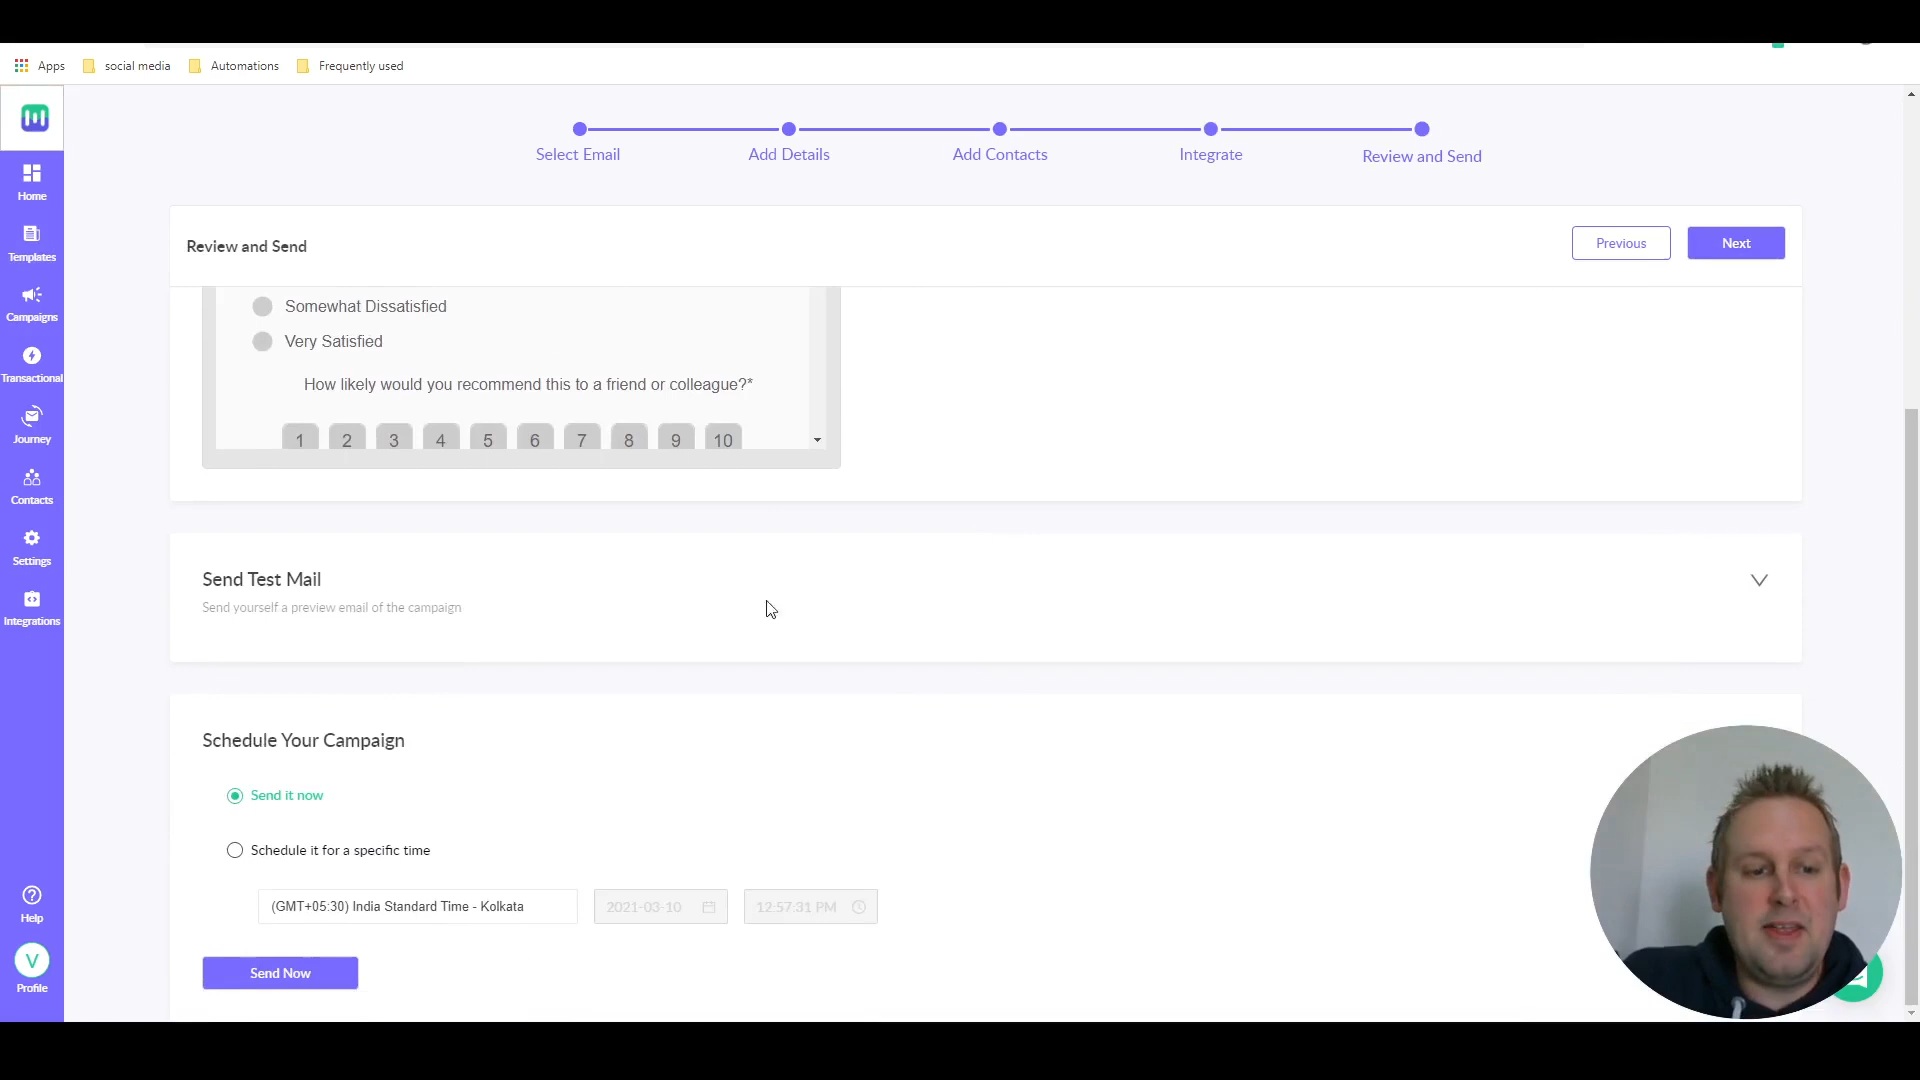 Apps social media Automations Frequently used
Select Email Add Details Add Contacts Integrate Review and Send
Home
Templates
Campaigns
Transactional
Journey
Contacts
Settings
Integrations
Help
V
Profile
Review and Send
Previous Next
Somewhat Dissatisfied
Very Satisfied
How likely would you recommend this to a friend or colleague?*
1 2 3 4 5 6 7 8 9 10
Send Test Mail
Send yourself a preview email of the campaign
Schedule Your Campaign
Send it now
Schedule it for a specific time
(GMT+05:30) India Standard Time - Kolkata 2021-03-10 12:57:31 PM
Send Now